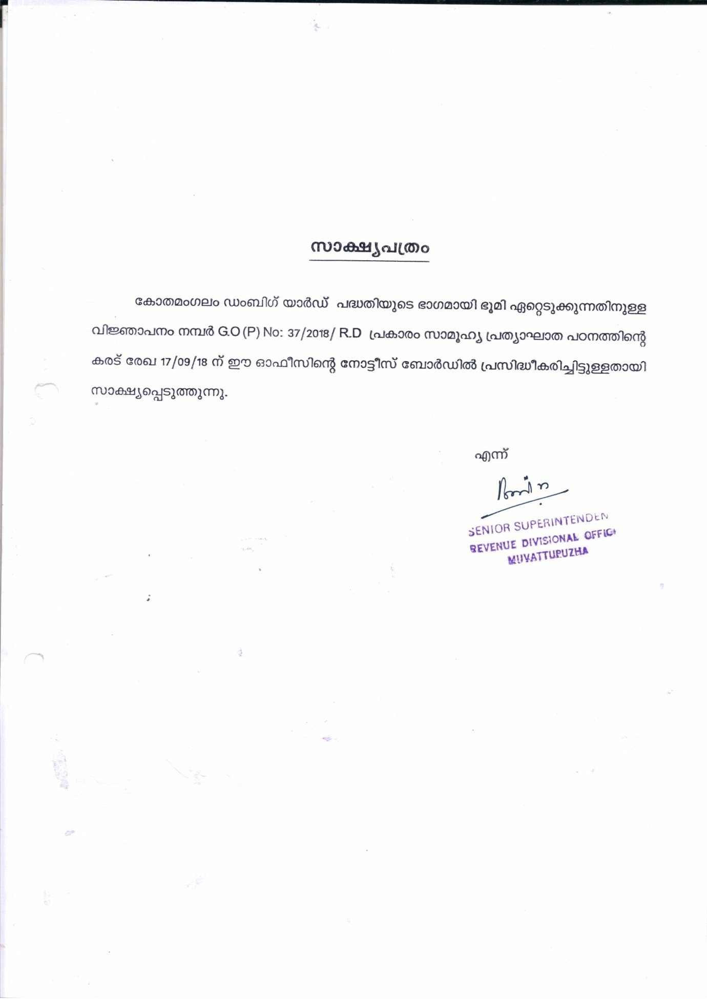 സാക്ഷ്യപത്രം
കോതമംഗലം ഡംബിഗ് യാർഡ് പദ്ധതിയുടെ ഭാഗമായി ഭൂമി ഏറ്റെടുക്കുന്നതിനുള്ള
വിജ്ഞാപനം നമ്പർ G.O (P) No: 37/2018/ R.D പ്രകാരം സാമൂഹ്യ പ്രത്യാഘാത പഠനത്തിന്റെ
കരട് രേഖ 17/09/18 ന് ഈ ഓഫീസിന്റെ നോട്ടീസ് ബോർഡിൽ പ്രസിദ്ധീകരിച്ചിട്ടുള്ളതായി
സാക്ഷ്യപ്പെടുത്തുന്നു.
എന്ന്
SENIOR SUPERINTENDEN
REVENUE DIVISIONAL OFFIC
MUVATTUPUZHA